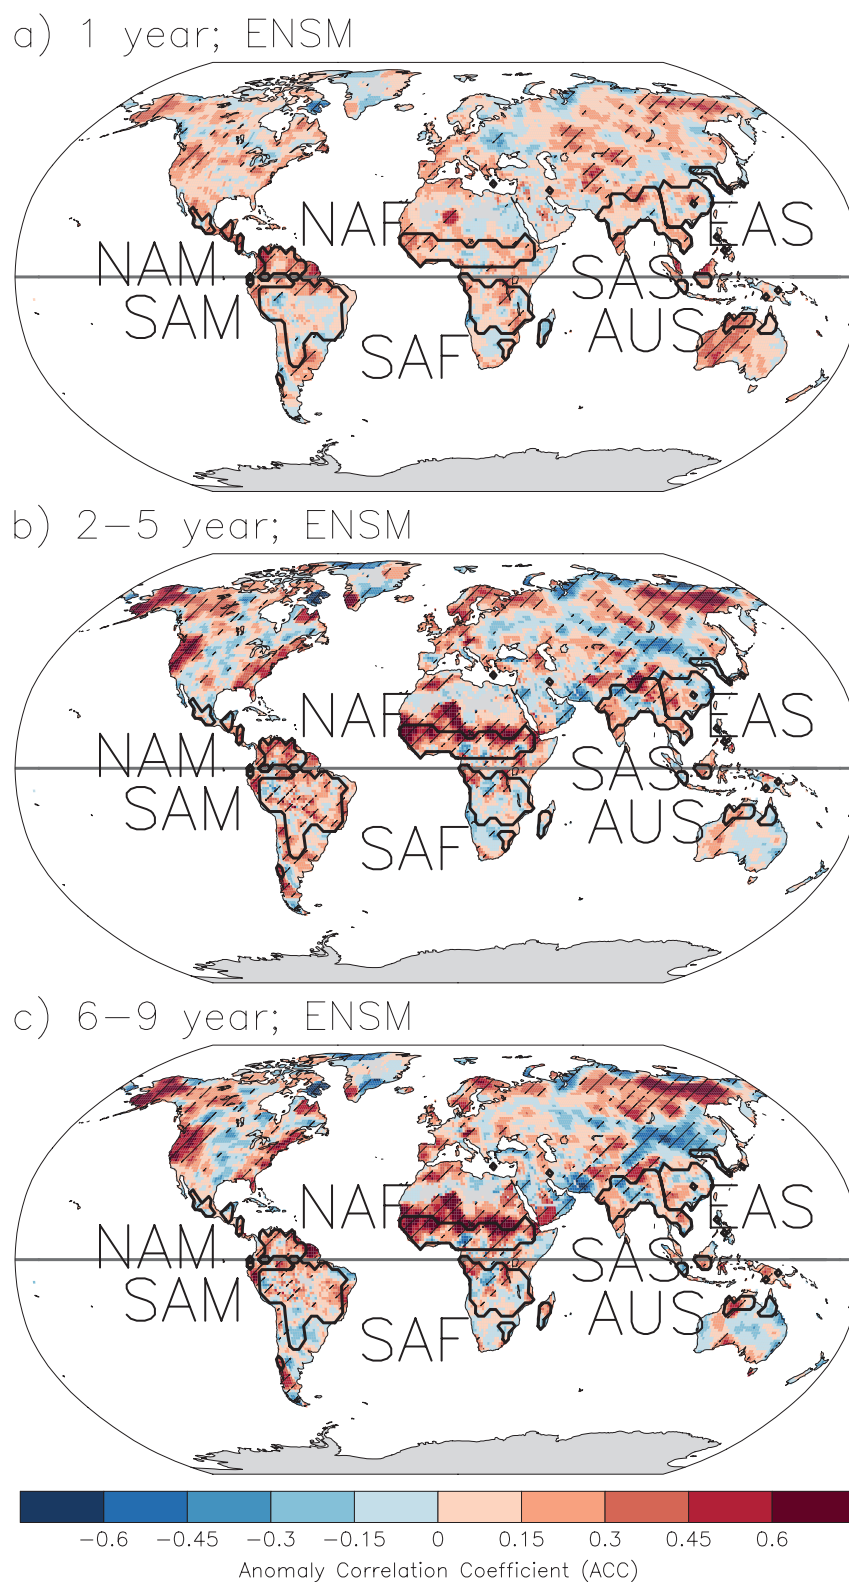 a) 1 year; ENSM
NAF
EAS
NAM
SAS
SAM
AUS
SAF
b) 2-5 year; ENSM
NAF
EAS
NAM
SAS
SAM
AUS
SAF
c) 6-9 year; ENSM
NAF
EAS
NAM
SAS
SAM
AUS
SAF
-0.6 -0.45 -0.3 -0.15 0 0.15 0.3 0.45 0.6
Anomaly Correlation Coefficient (ACC)